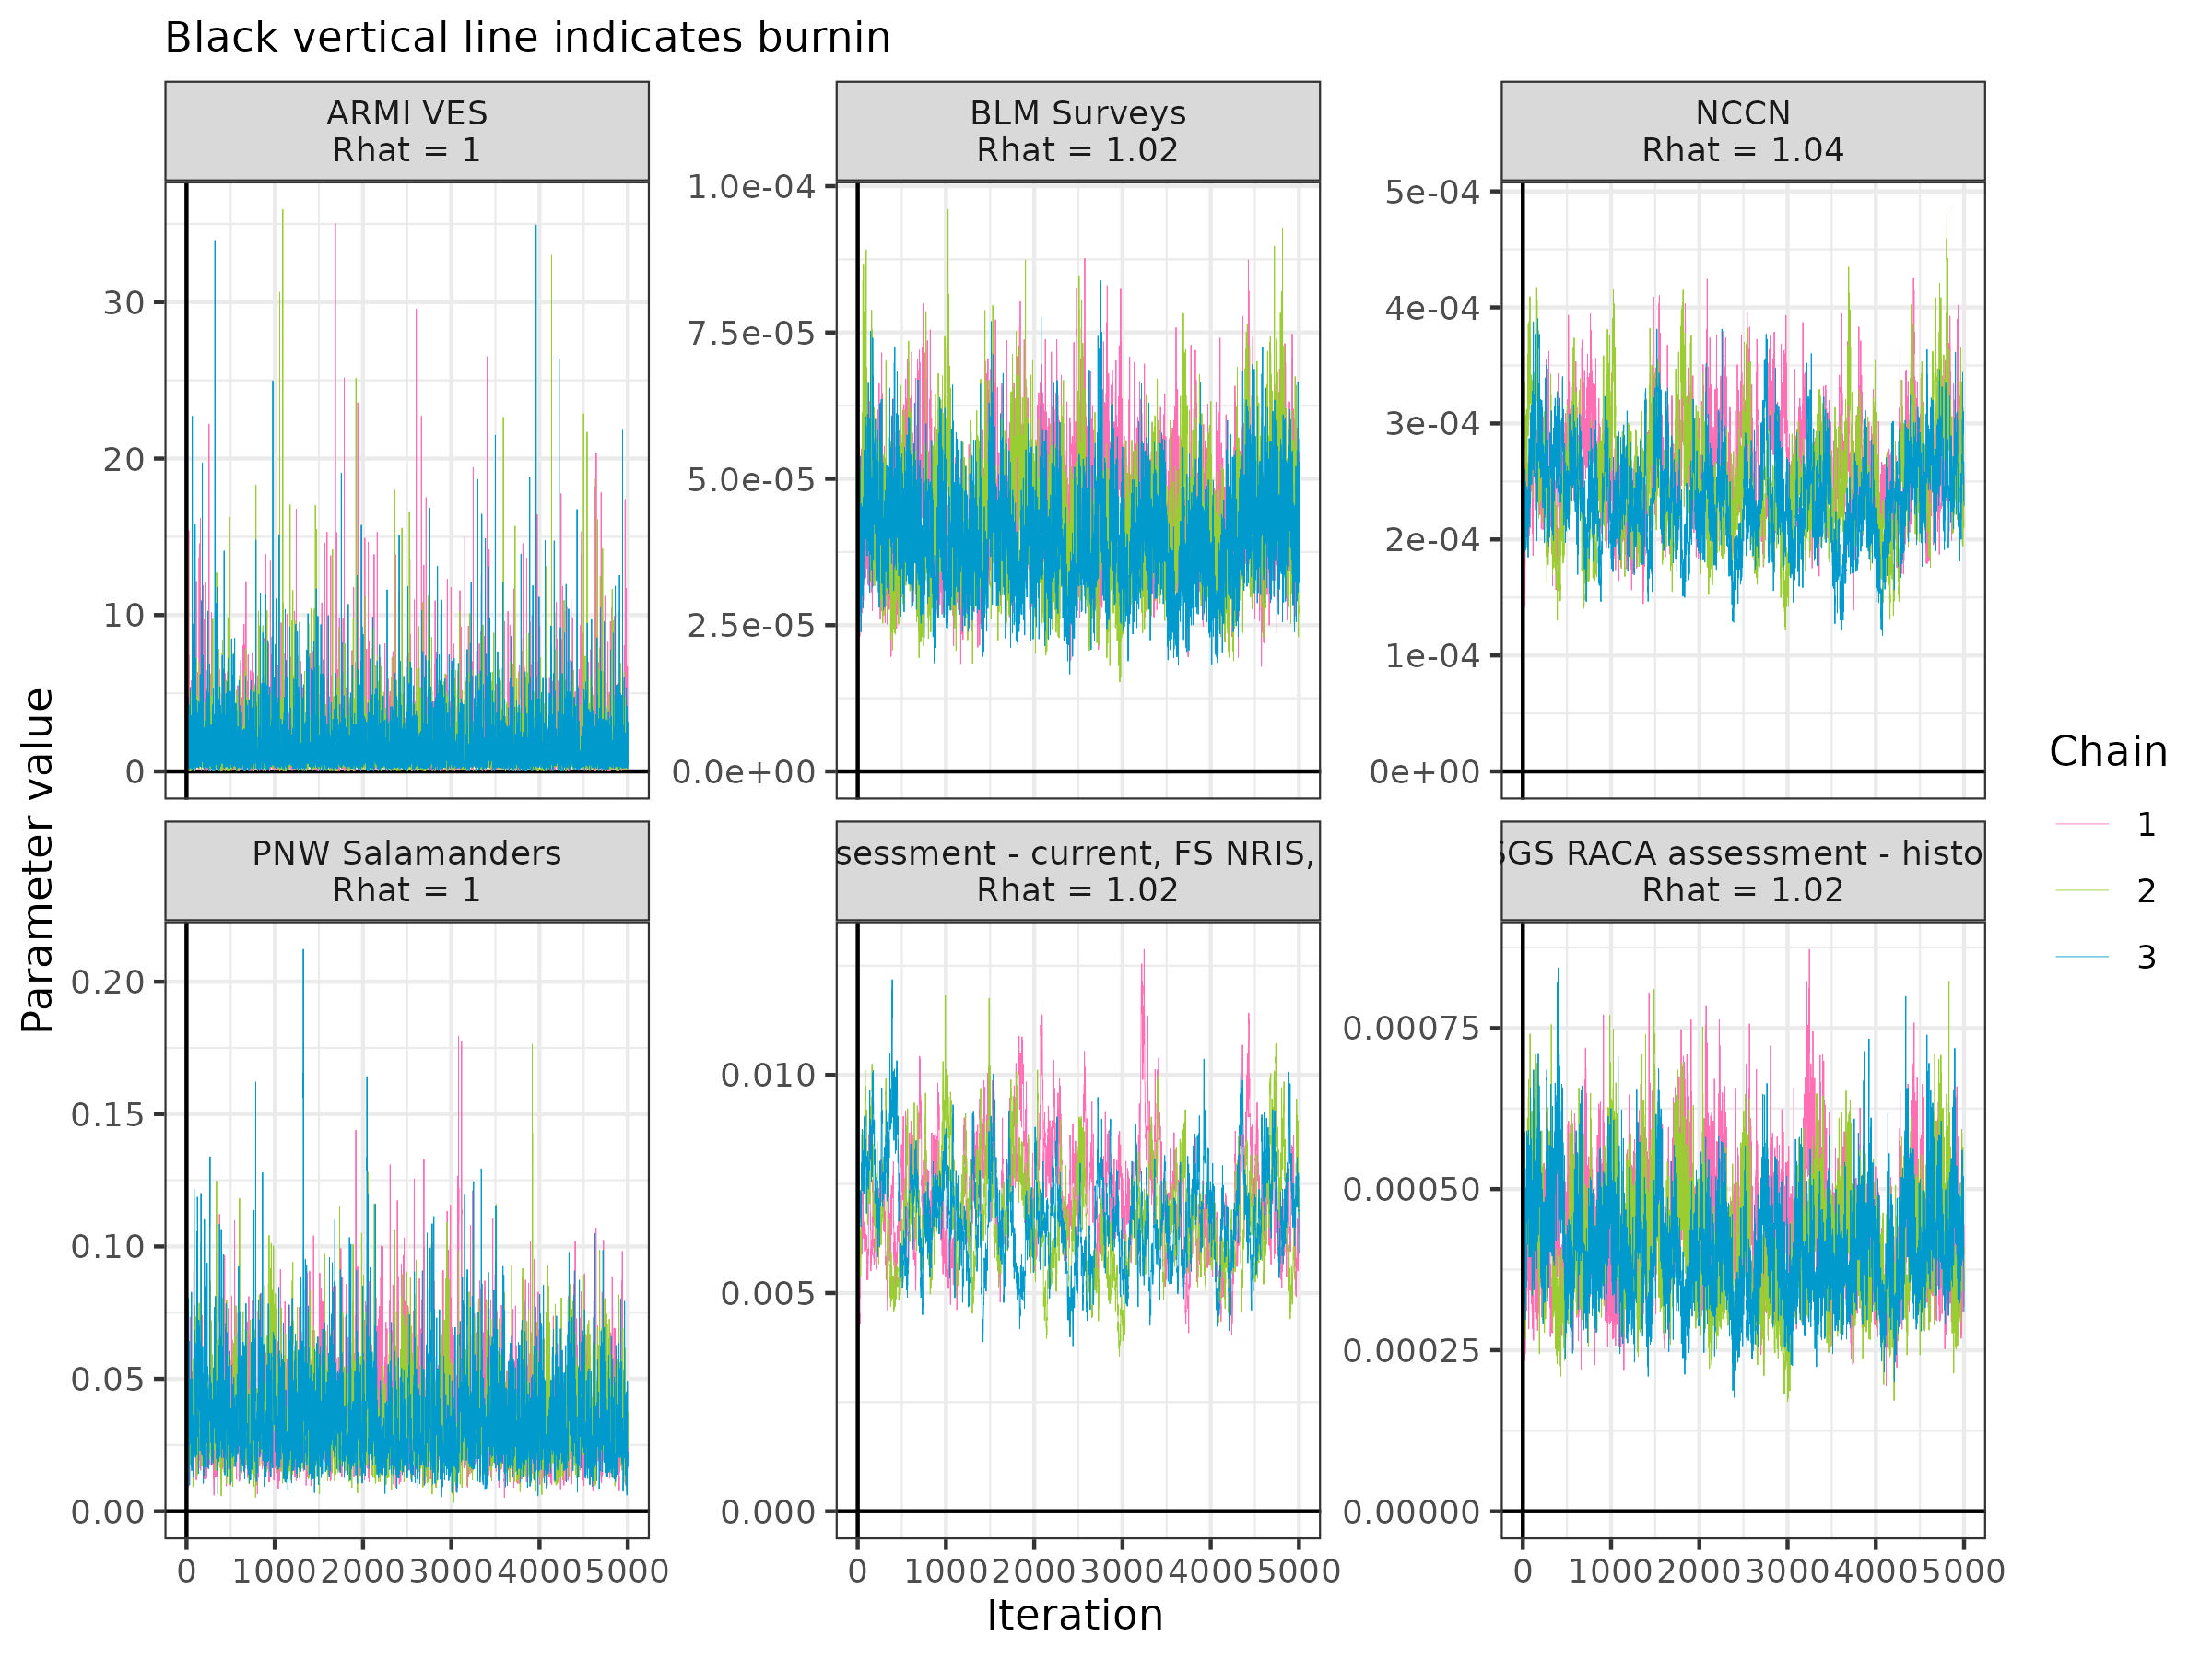 Black vertical line indicates burnin
ARMI VES
Rhat = 1
BLM Surveys
Rhat = 1.02
NCCN
Rhat = 1.04
30
20
10
0
1.0e-04
7.5e-05
5.0e-05
2.5e-05
0.0e+00
5e-04
4e-04
3e-04
2e-04
1e-04
0e+00
PNW Salamanders
Rhat = 1
sessment - current, FS NRIS,
Rhat = 1.02
SGS RACA assessment - histo
Rhat = 1.02
0.20
0.15
0.10
0.05
0.00
0.010
0.005
0.000
0.00075
0.00050
0.00025
0.00000
0 1000 2000 3000 4000 5000
0 1000 2000 3000 4000 5000
0 1000 2000 3000 4000 5000
Iteration
Parameter value
Chain
1
2
3